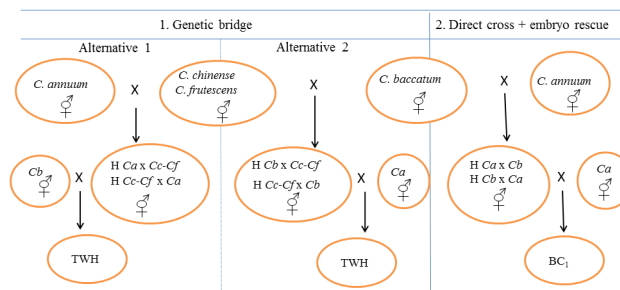 1. Genetic bridge
2. Direct cross + embryo rescue
Alternative 1
Alternative 2
C. annuum
X
C. chinense
C. frutescens
X
C. baccatum
X
C. annuum
Cb
X
H Ca x Cc-Cf
H Cc-Cf x Ca
H Cb x Cc-Cf
H Cc-Cf x Cb
X
Ca
H Ca x Cb
H Cb x Ca
X
Ca
TWH
TWH
BC₁